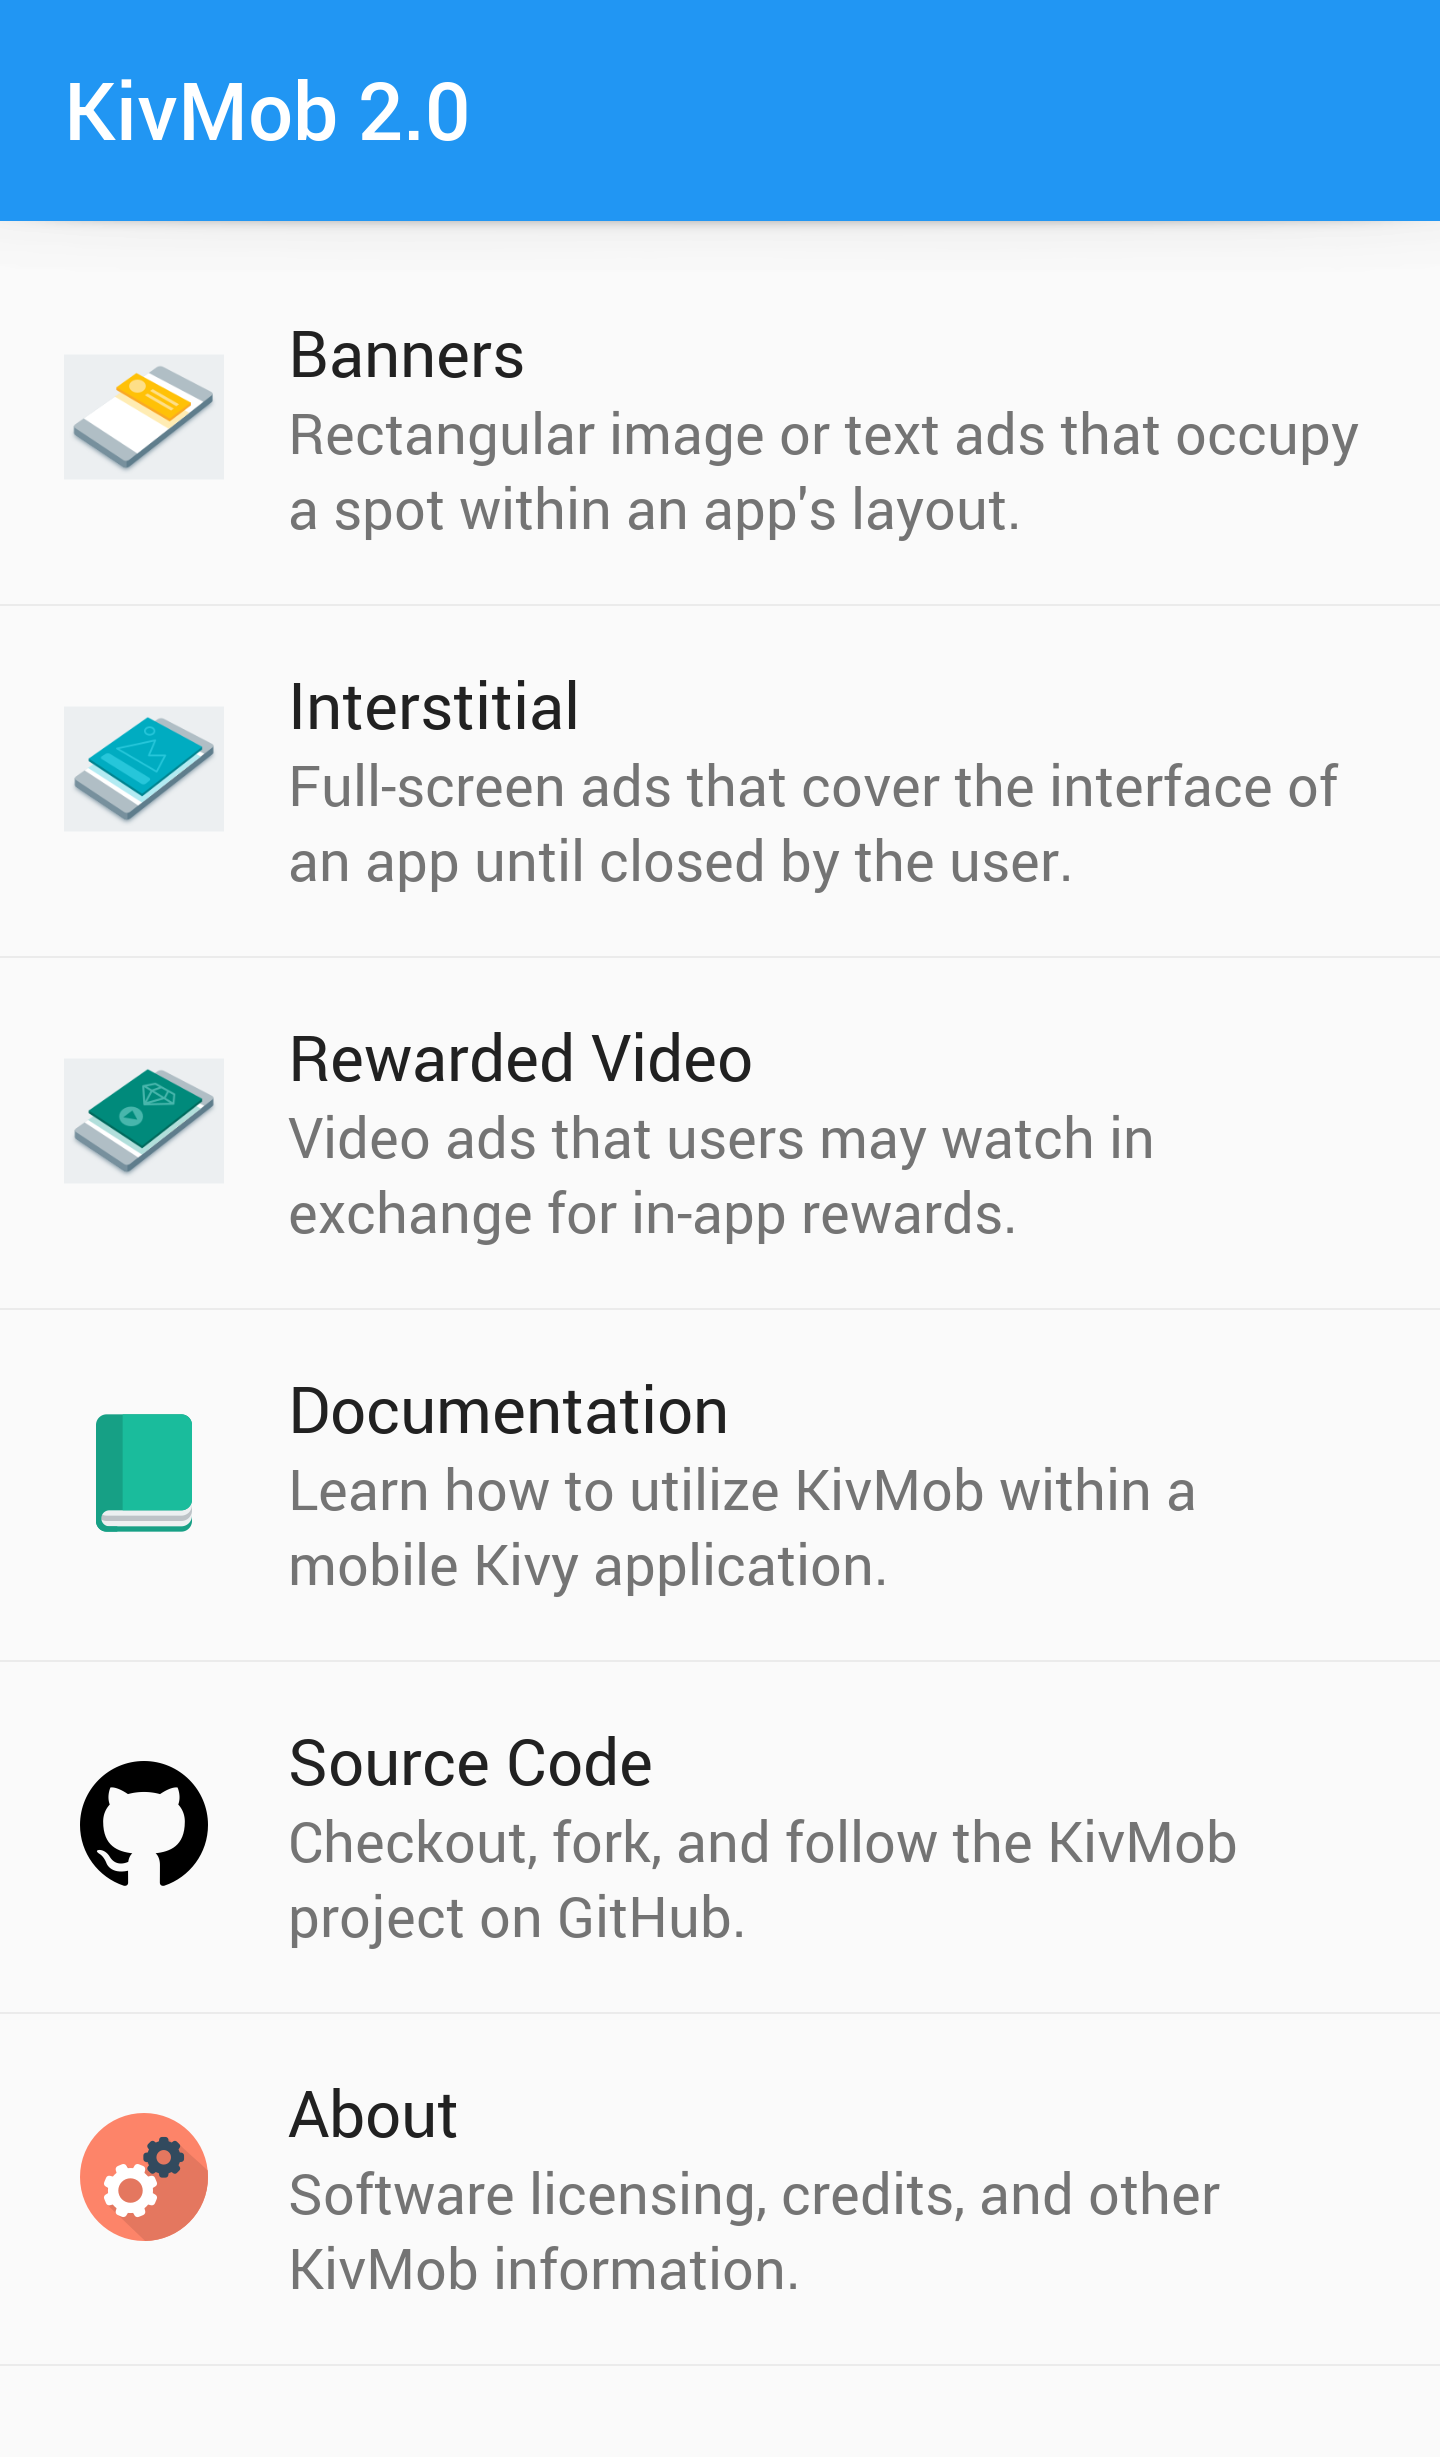 KivMob 2.0
Banners
Rectangular image or text ads that occupy
a spot within an app's layout.
Interstitial
Full-screen ads that cover the interface of
an app until closed by the user.
Rewarded Video
Video ads that users may watch in
exchange for in-app rewards.
Documentation
Learn how to utilize KivMob within a
mobile Kivy application.
Source Code
Checkout, fork, and follow the KivMob
project on GitHub.
About
Software licensing, credits, and other
KivMob information.